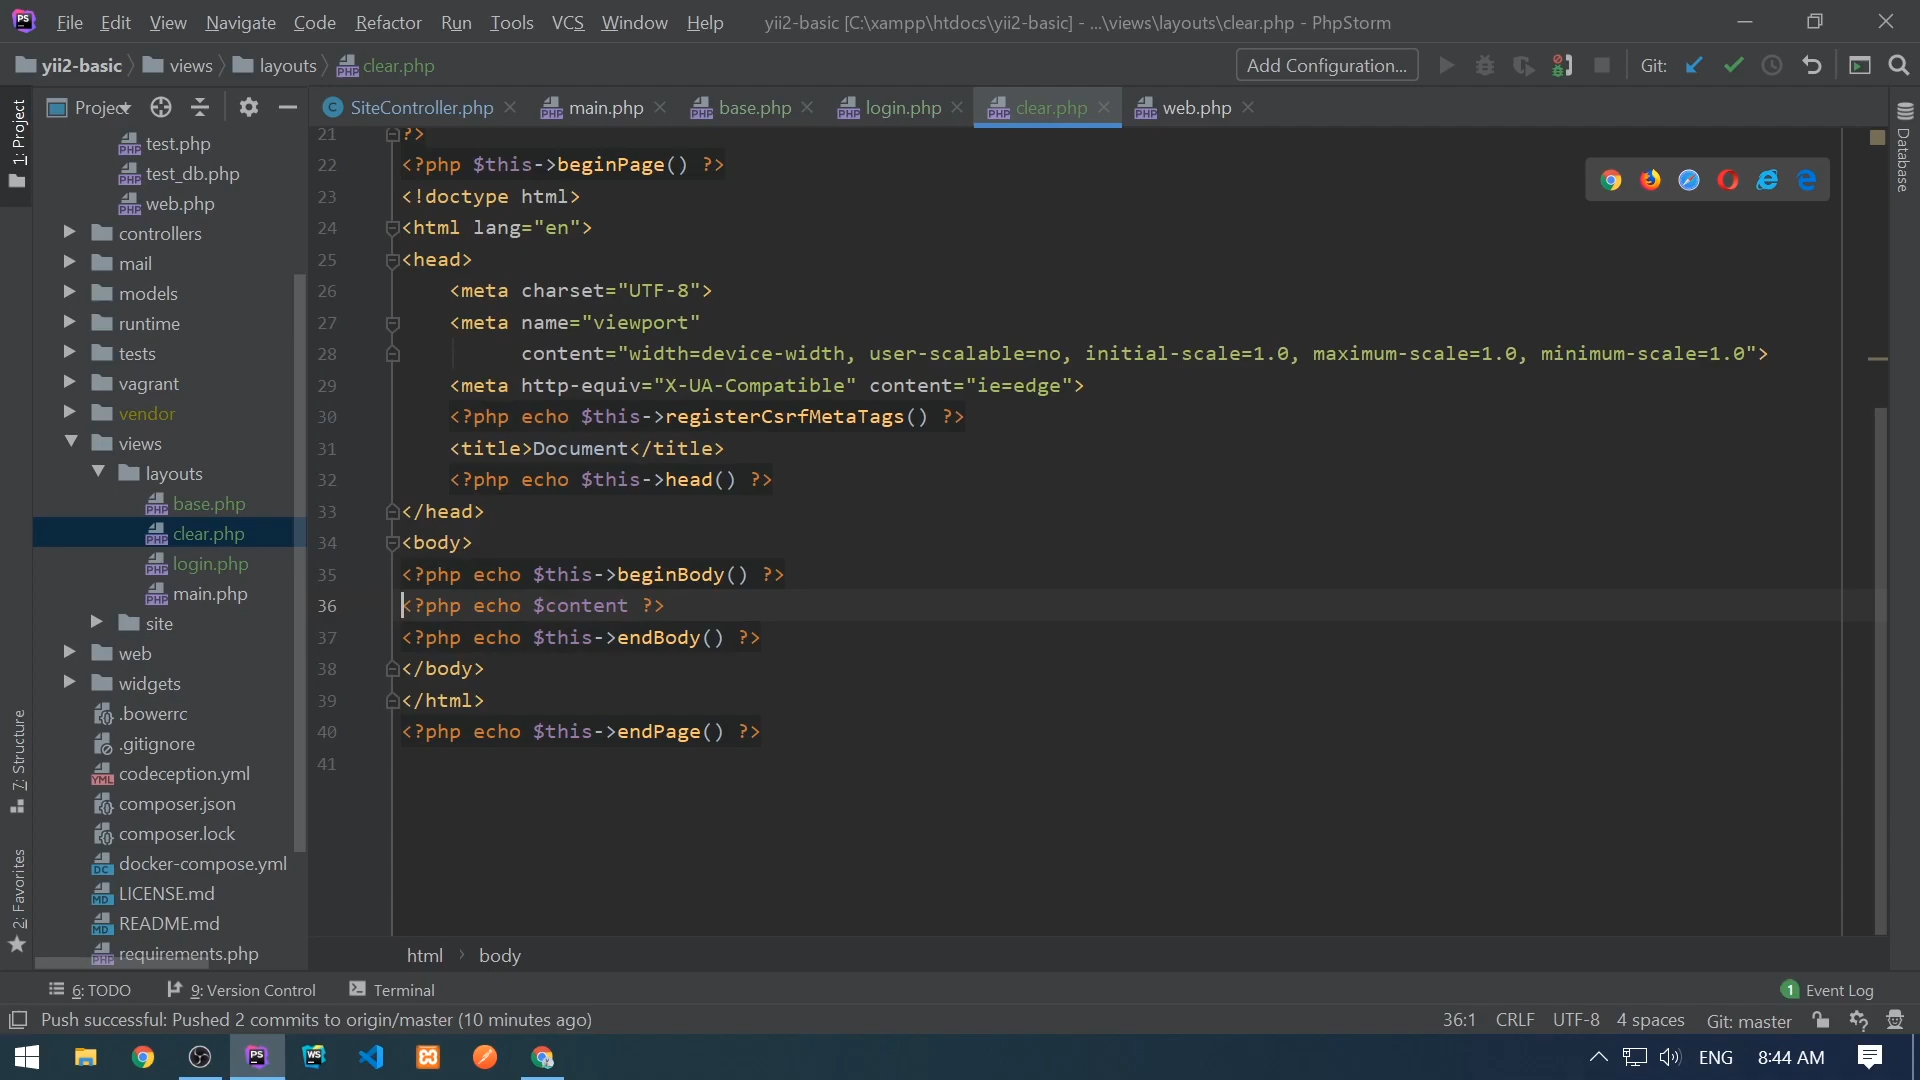 File Edit View Navigate Code Refactor Run Tools VCS Window Help yii2-basic [C:\xampp\htdocs\yii2-basic] - ...\views\layouts\clear.php - PhpStorm
yii2-basic views layouts clear.php Add Configuration... Git:
Project SiteController.php main.php base.php login.php clear.php web.php
1: Project
7: Structure
2: Favorites
test.php
test_db.php
web.php
controllers
mail
models
runtime
tests
vagrant
vendor
views
layouts
base.php
clear.php
login.php
main.php
site
web
widgets
.bowerrc
.gitignore
codeception.yml
composer.json
composer.lock
docker-compose.yml
LICENSE.md
README.md
requirements.php
21 ?>
22 <?php $this->beginPage() ?>
23 <!doctype html>
24 <html lang="en">
25 <head>
26 <meta charset="UTF-8">
27 <meta name="viewport"
28 content="width=device-width, user-scalable=no, initial-scale=1.0, maximum-scale=1.0, minimum-scale=1.0">
29 <meta http-equiv="X-UA-Compatible" content="ie=edge">
30 <?php echo $this->registerCsrfMetaTags() ?>
31 <title>Document</title>
32 <?php echo $this->head() ?>
33 </head>
34 <body>
35 <?php echo $this->beginBody() ?>
36 <?php echo $content ?>
37 <?php echo $this->endBody() ?>
38 </body>
39 </html>
40 <?php echo $this->endPage() ?>
41
Database
html body
6: TODO 9: Version Control Terminal 1 Event Log
Push successful: Pushed 2 commits to origin/master (10 minutes ago) 36:1 CRLF UTF-8 4 spaces Git: master
ENG 8:44 AM